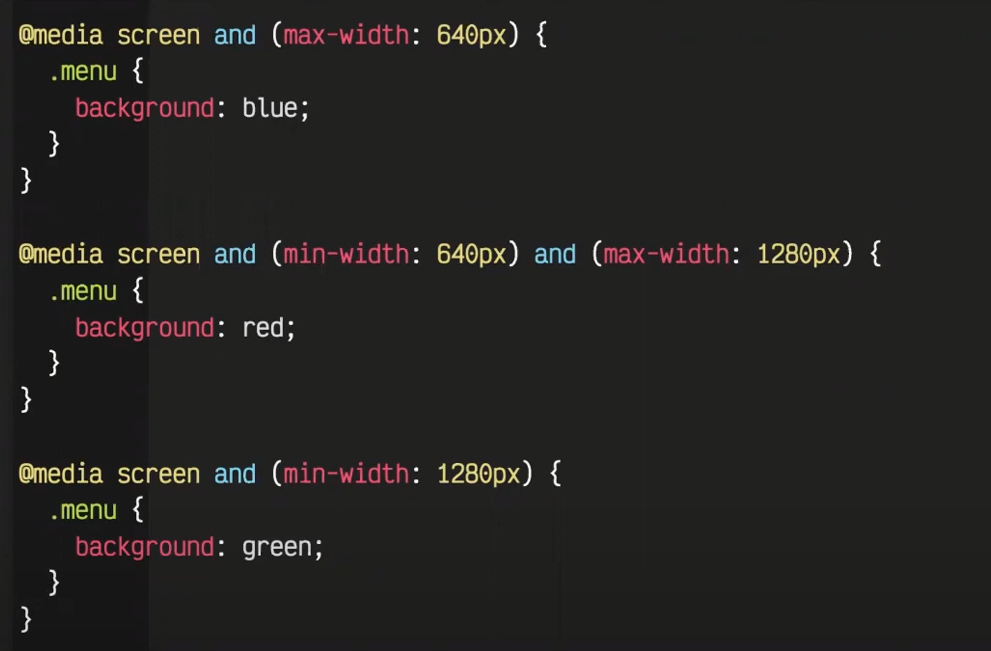 @media screen and (max-width: 640px) {
  .menu {
    background: blue;
  }
}

@media screen and (min-width: 640px) and (max-width: 1280px) {
  .menu {
    background: red;
  }
}

@media screen and (min-width: 1280px) {
  .menu {
    background: green;
  }
}